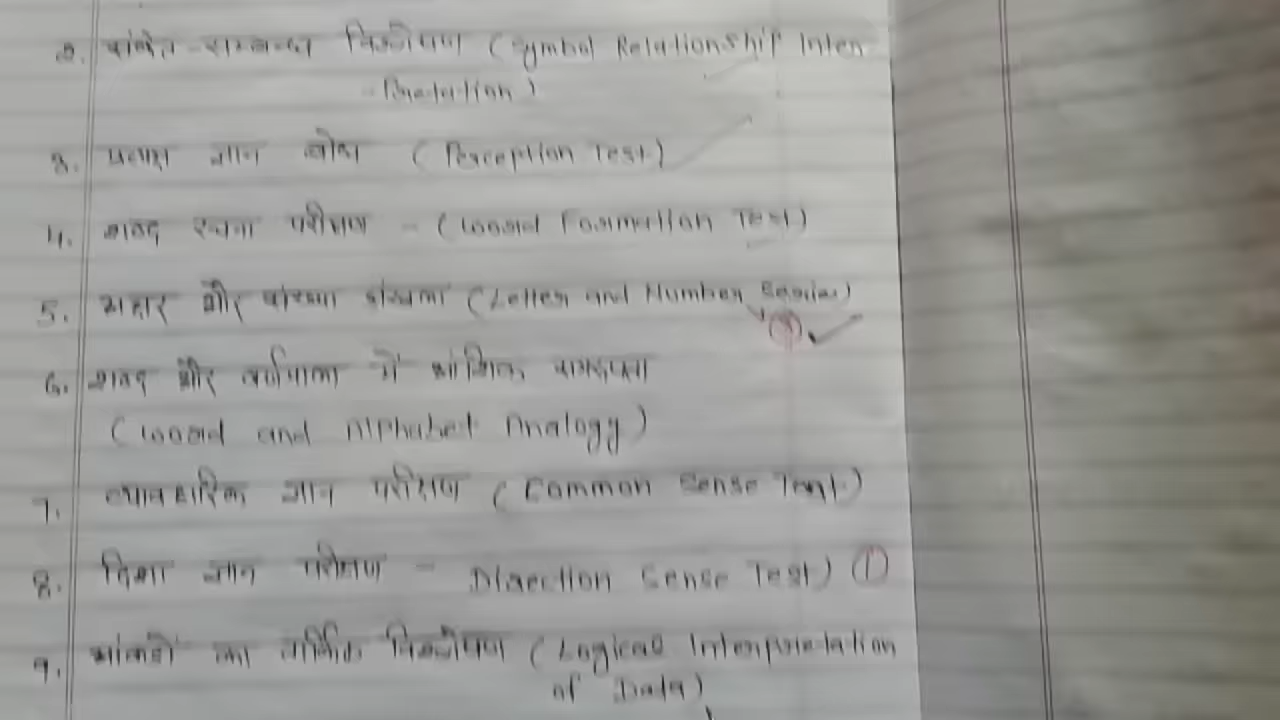 2. संकेत-सम्बन्ध विश्लेषण (Symbol Relationship Inter-
-Pretation)
3. प्रत्यक्ष ज्ञान बोध (Perception Test)
4. शब्द रचना परीक्षण - (Word Formation Test)
5. अक्षर और संख्या श्रृंखला (Letter and Number Series)
6. शब्द और वर्णमाला में आंशिक समरूपता
(Word and Alphabet Analogy)
7. व्यावहारिक ज्ञान परीक्षण (Common Sense Test)
8. दिशा ज्ञान परीक्षण - Direction Sense Test) ①
9. आंकडों का तार्किक विश्लेषण (Logical Interpretation
of Data)